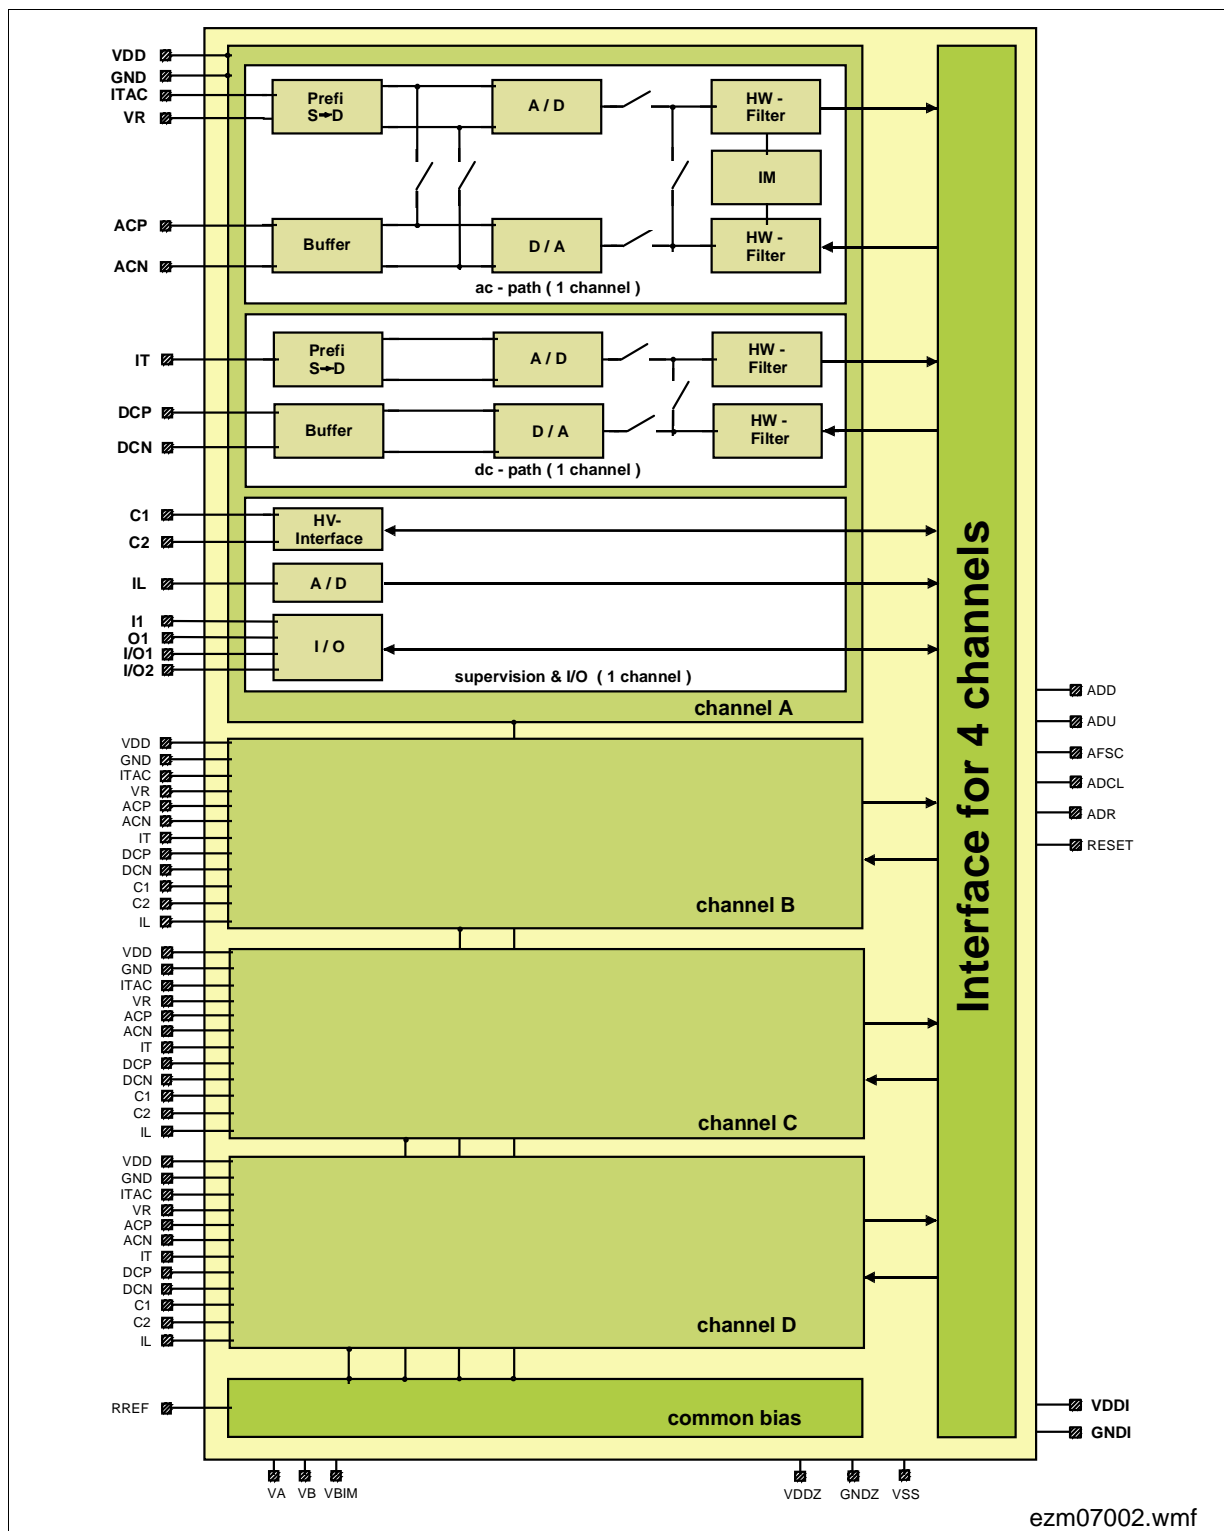 VDD
GND
ITAC
VR
ACP
ACN
Prefi
S→D
A / D
HW -
Filter
IM
Buffer
D / A
HW -
Filter
ac - path ( 1 channel )
IT
DCP
DCN
Prefi
S→D
A / D
HW -
Filter
Buffer
D / A
HW -
Filter
dc - path ( 1 channel )
C1
C2
IL
I1
O1
I/O1
I/O2
HV-
Interface
A / D
I / O
supervision & I/O ( 1 channel )
channel A
VDD
GND
ITAC
VR
ACP
ACN
IT
DCP
DCN
C1
C2
IL
channel B
VDD
GND
ITAC
VR
ACP
ACN
IT
DCP
DCN
C1
C2
IL
channel C
VDD
GND
ITAC
VR
ACP
ACN
IT
DCP
DCN
C1
C2
IL
channel D
RREF
common bias
Interface for 4 channels
ADD
ADU
AFSC
ADCL
ADR
RESET
VDDI
GNDI
VA
VB
VBIM
VDDZ
GNDZ
VSS
ezm07002.wmf